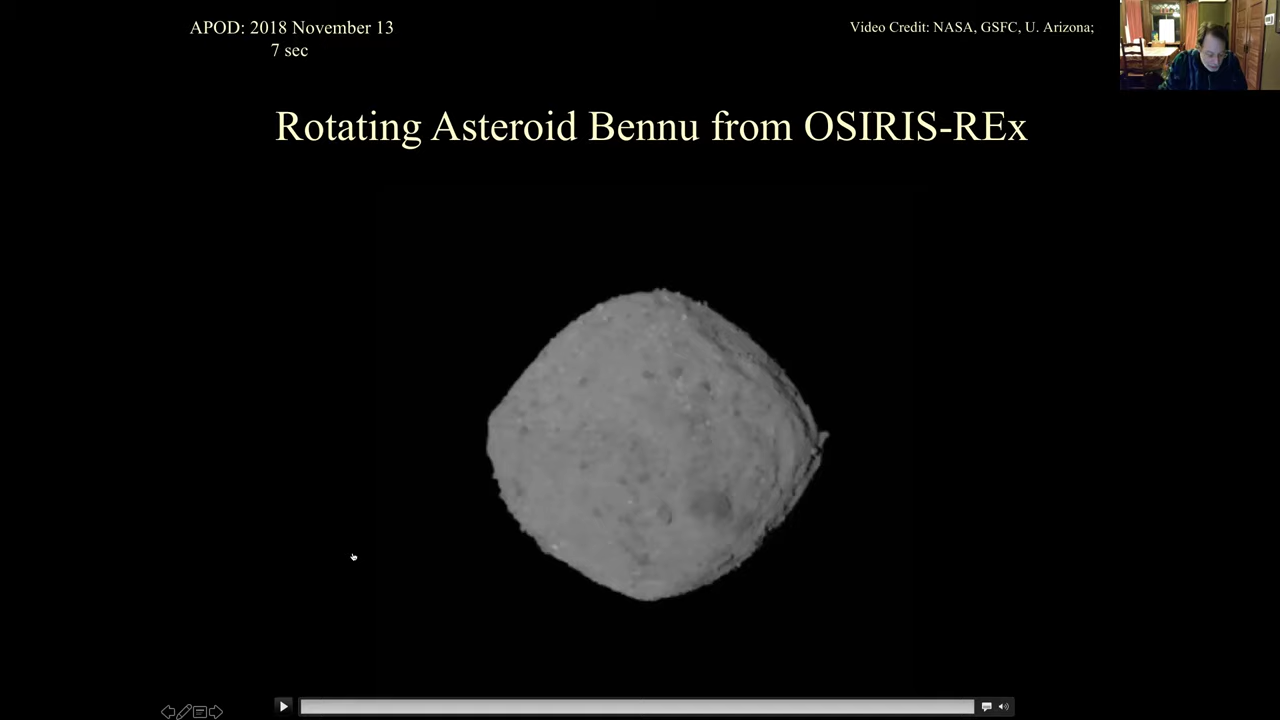 APOD: 2018 November 13
7 sec
Video Credit: NASA, GSFC, U. Arizona;
Rotating Asteroid Bennu from OSIRIS-REx